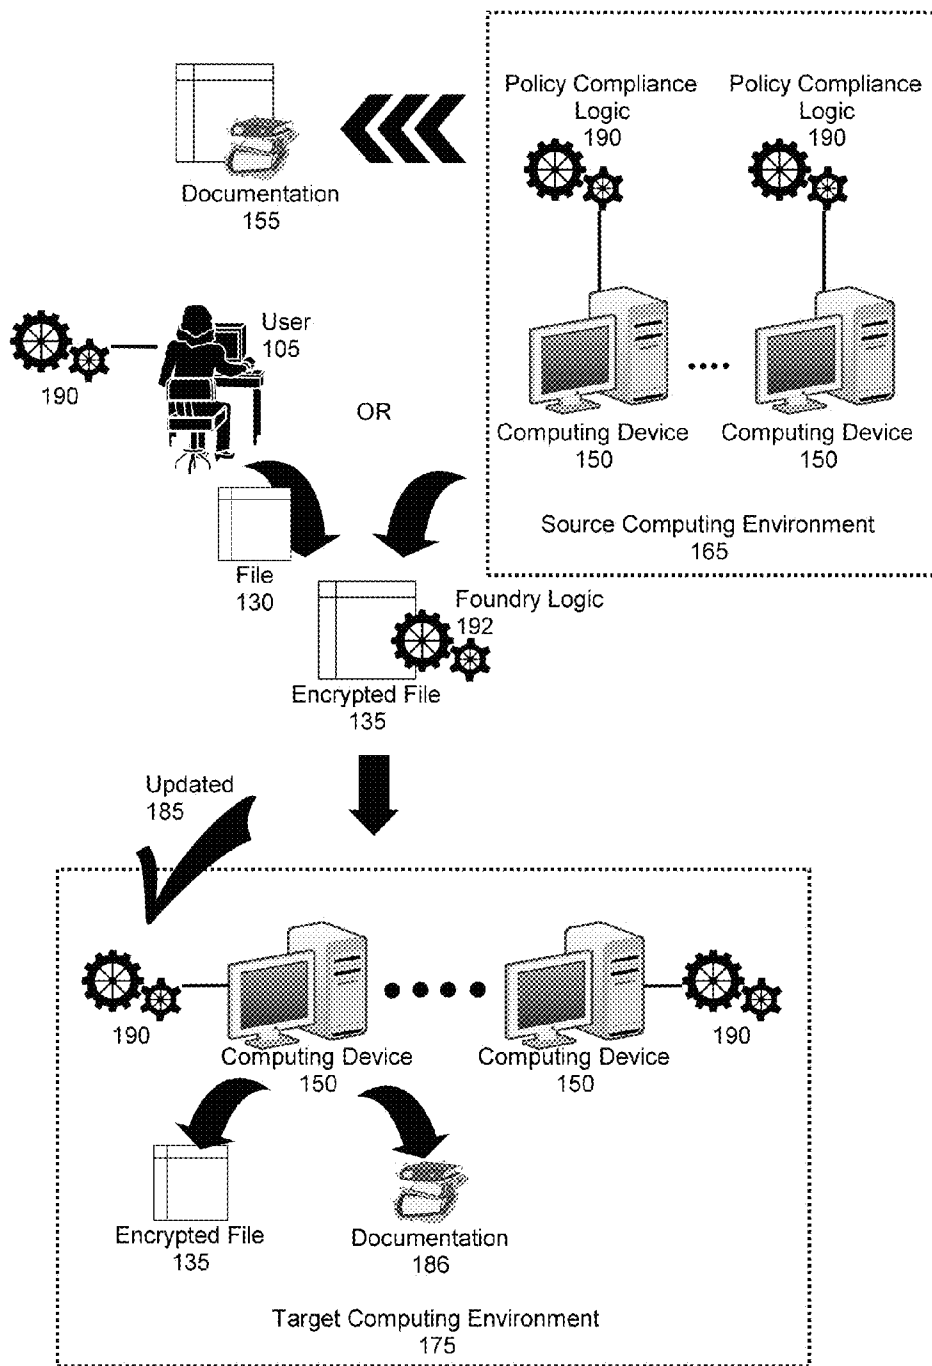 Policy Compliance
Logic
190
Policy Compliance
Logic
190
Documentation
155
User
105
190
OR
Computing Device
150
Computing Device
150
Source Computing Environment
165
File
130
Foundry Logic
192
Encrypted File
135
Updated
185
190
Computing Device
150
Computing Device
150
190
Encrypted File
135
Documentation
186
Target Computing Environment
175